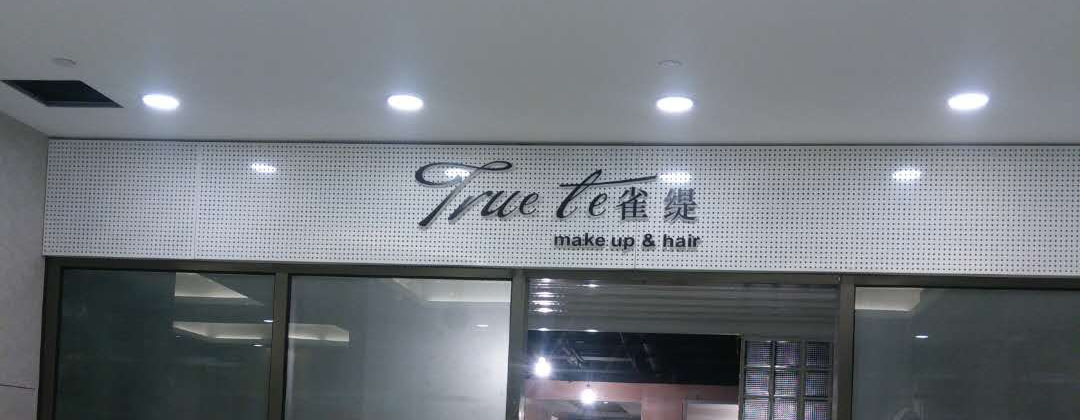 True te雀缇
make up & hair